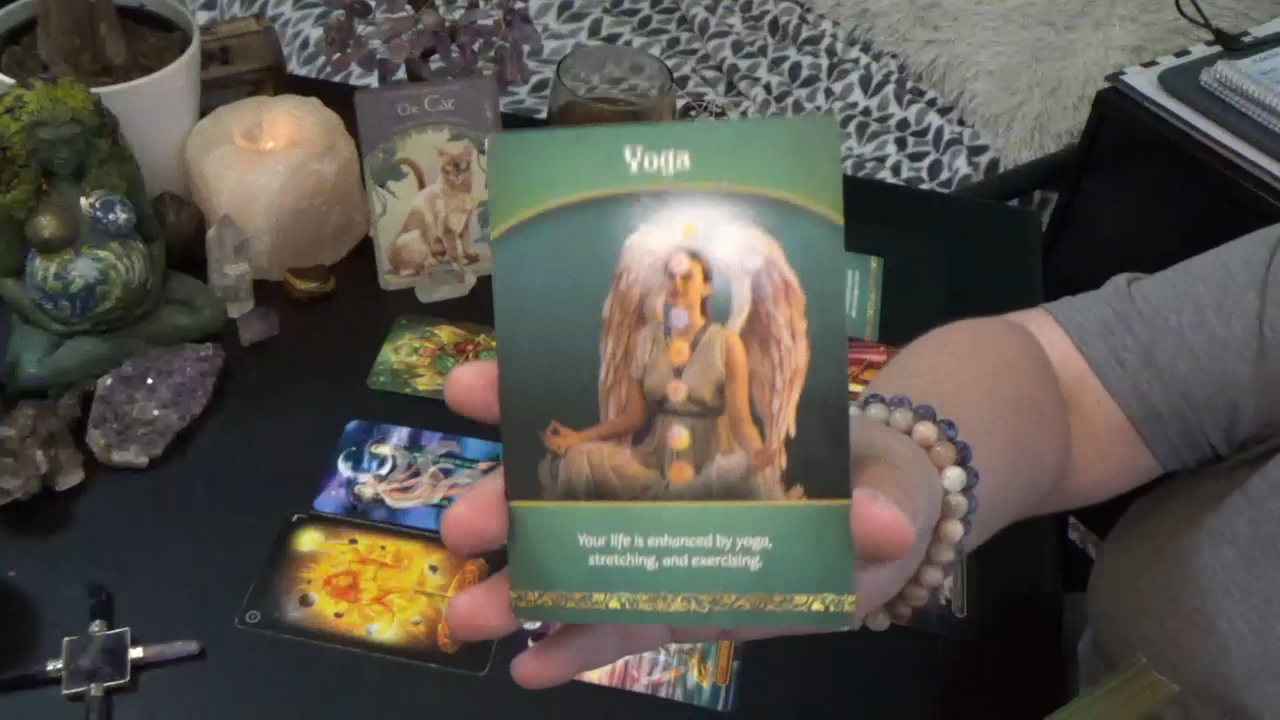 The Cat
Yoga
Your life is enhanced by yoga,
stretching, and exercising.